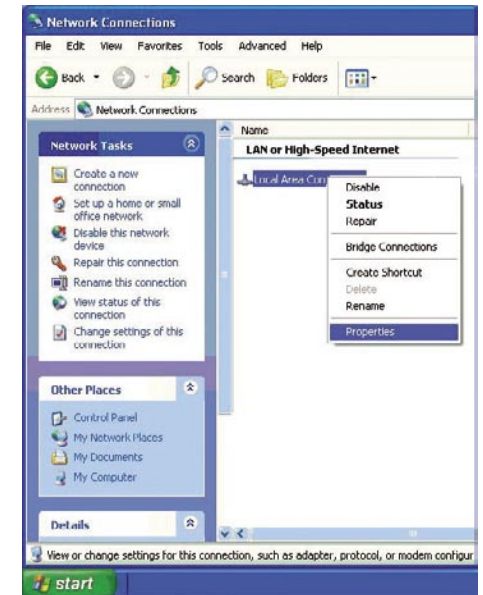 Network Connections
File Edit View Favorites Tools Advanced Help
Back Search Folders
Address Network Connections
Network Tasks
Create a new
connection
Set up a home or small
office network
Disable this network
device
Repair this connection
Rename this connection
View status of this
connection
Change settings of this
connection
Other Places
Control Panel
My Network Places
My Documents
My Computer
Details
Name
LAN or High-Speed Internet
Local Area Con
Disable
Status
Repair
Bridge Connections
Create Shortcut
Delete
Rename
Properties
View or change settings for this connection, such as adapter, protocol, or modem configur
start